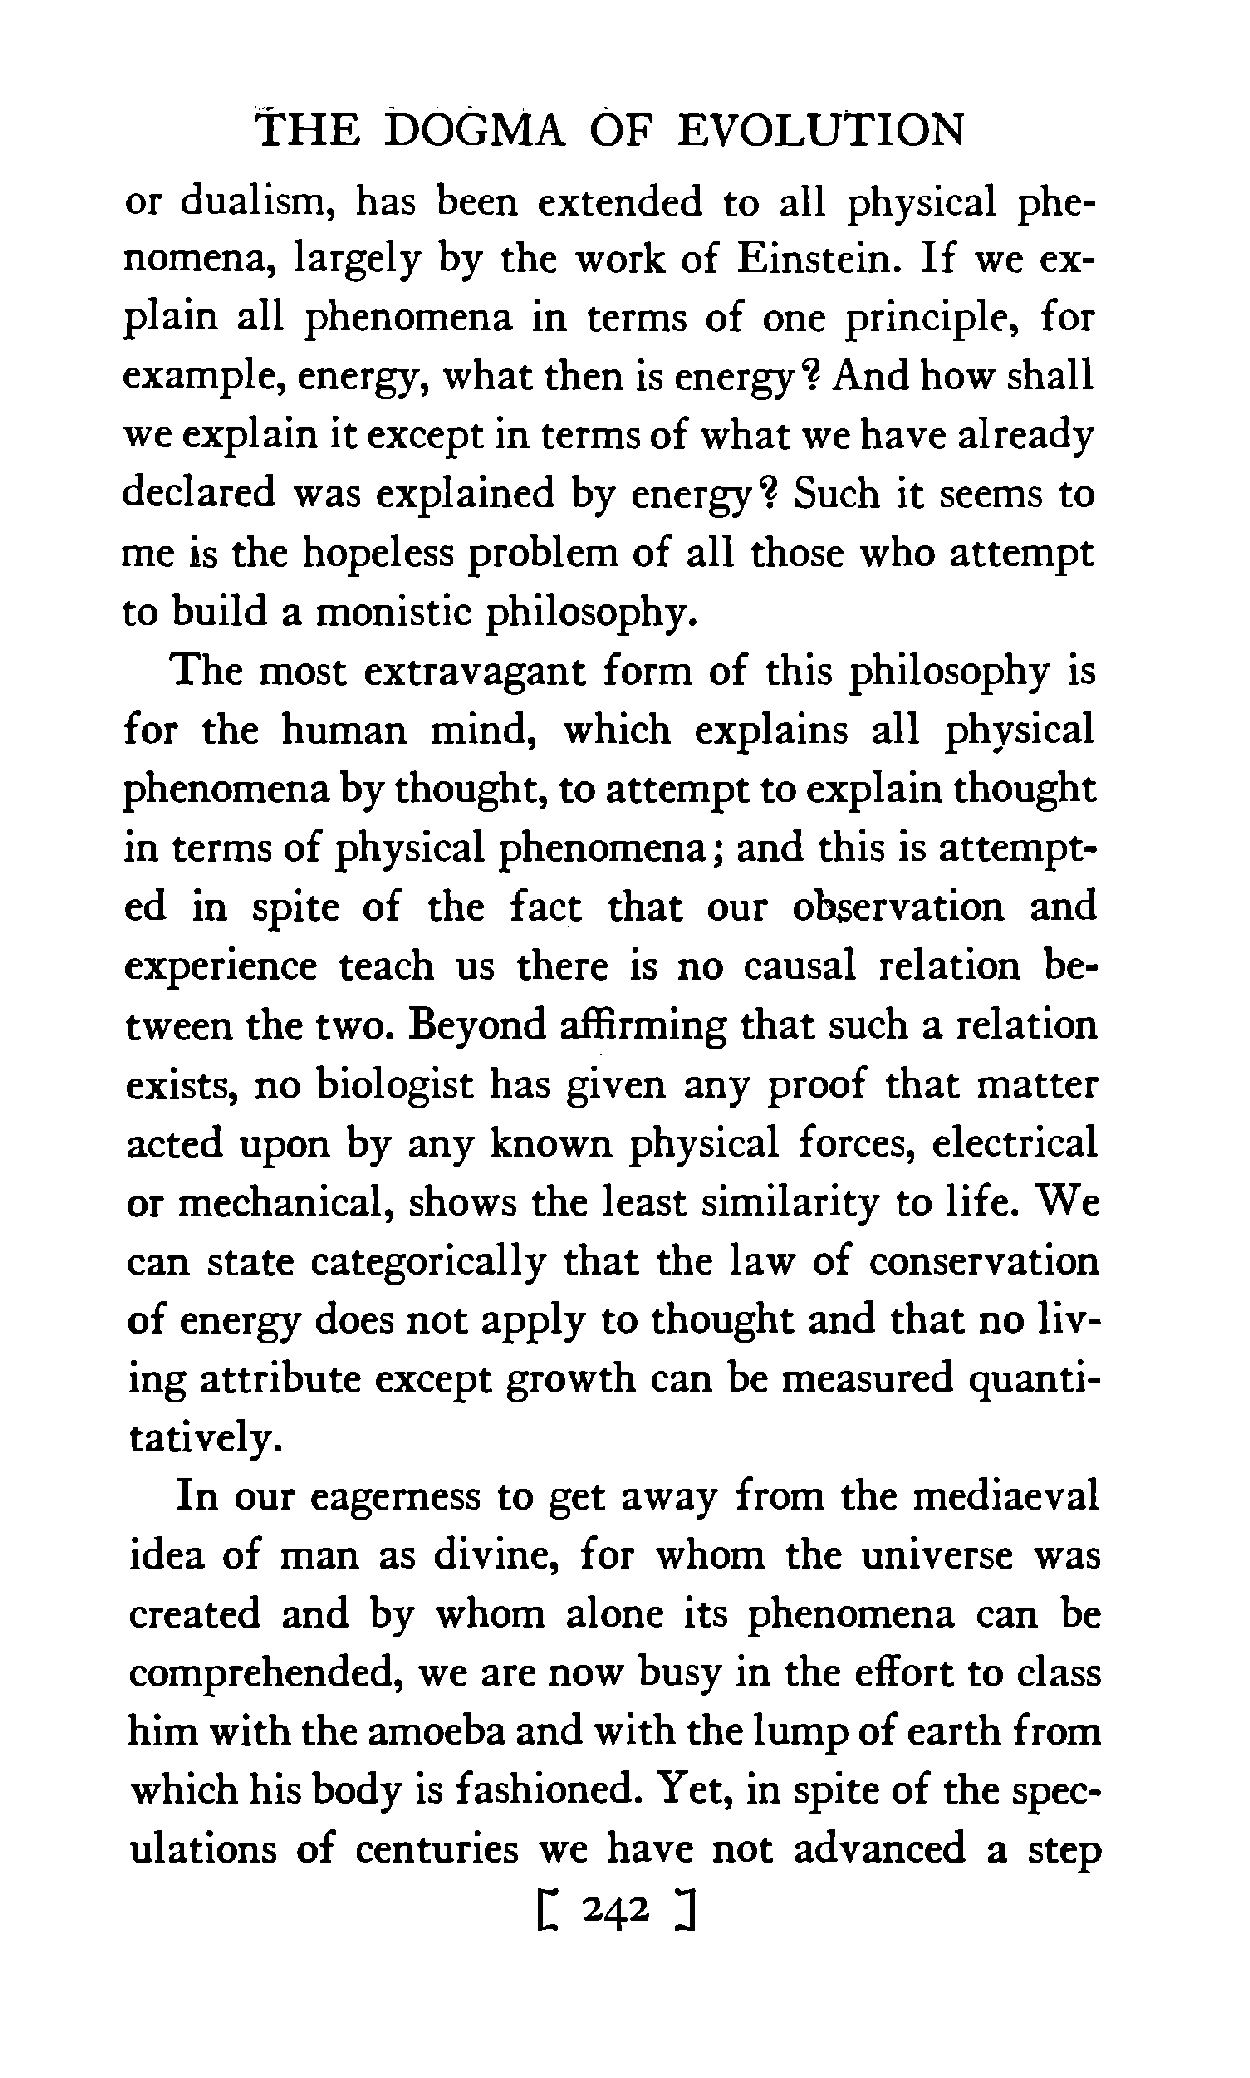 THE DOGMA OF EVOLUTION
or dualism, has been extended to all physical phe-
nomena, largely by the work of Einstein. If we ex-
plain all phenomena in terms of one principle, for
example, energy, what then is energy? And how shall
we explain it except in terms of what we have already
declared was explained by energy? Such it seems to
me is the hopeless problem of all those who attempt
to build a monistic philosophy.
The most extravagant form of this philosophy is
for the human mind, which explains all physical
phenomena by thought, to attempt to explain thought
in terms of physical phenomena; and this is attempt-
ed in spite of the fact that our observation and
experience teach us there is no causal relation be-
tween the two. Beyond affirming that such a relation
exists, no biologist has given any proof that matter
acted upon by any known physical forces, electrical
or mechanical, shows the least similarity to life. We
can state categorically that the law of conservation
of energy does not apply to thought and that no liv-
ing attribute except growth can be measured quanti-
tatively.
In our eagerness to get away from the mediaeval
idea of man as divine, for whom the universe was
created and by whom alone its phenomena can be
comprehended, we are now busy in the effort to class
him with the amoeba and with the lump of earth from
which his body is fashioned. Yet, in spite of the spec-
ulations of centuries we have not advanced a step
[ 242 ]